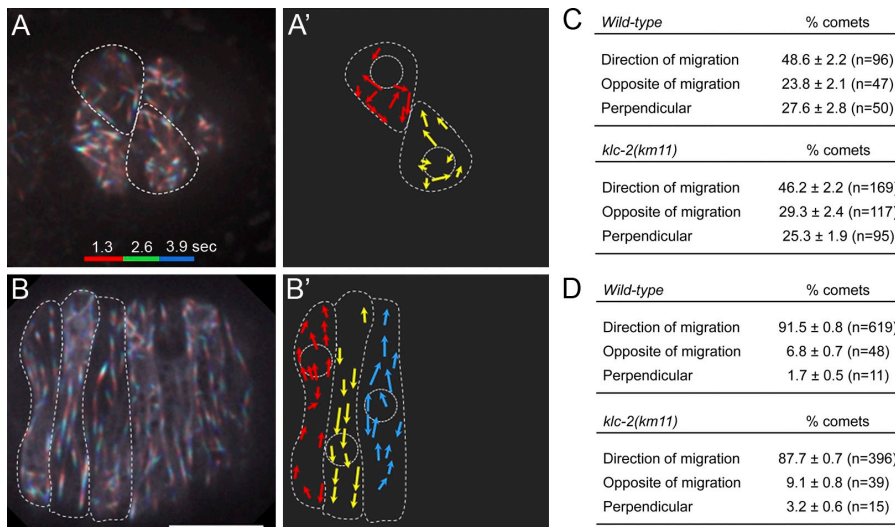 A
1.3 2.6 3.9 sec
A'
B
B'
C
Wild-type % comets
Direction of migration 48.6 ± 2.2 (n=96)
Opposite of migration 23.8 ± 2.1 (n=47)
Perpendicular 27.6 ± 2.8 (n=50)
klc-2(km11) % comets
Direction of migration 46.2 ± 2.2 (n=169)
Opposite of migration 29.3 ± 2.4 (n=117)
Perpendicular 25.3 ± 1.9 (n=95)
D
Wild-type % comets
Direction of migration 91.5 ± 0.8 (n=619)
Opposite of migration 6.8 ± 0.7 (n=48)
Perpendicular 1.7 ± 0.5 (n=11)
klc-2(km11) % comets
Direction of migration 87.7 ± 0.7 (n=396)
Opposite of migration 9.1 ± 0.8 (n=39)
Perpendicular 3.2 ± 0.6 (n=15)